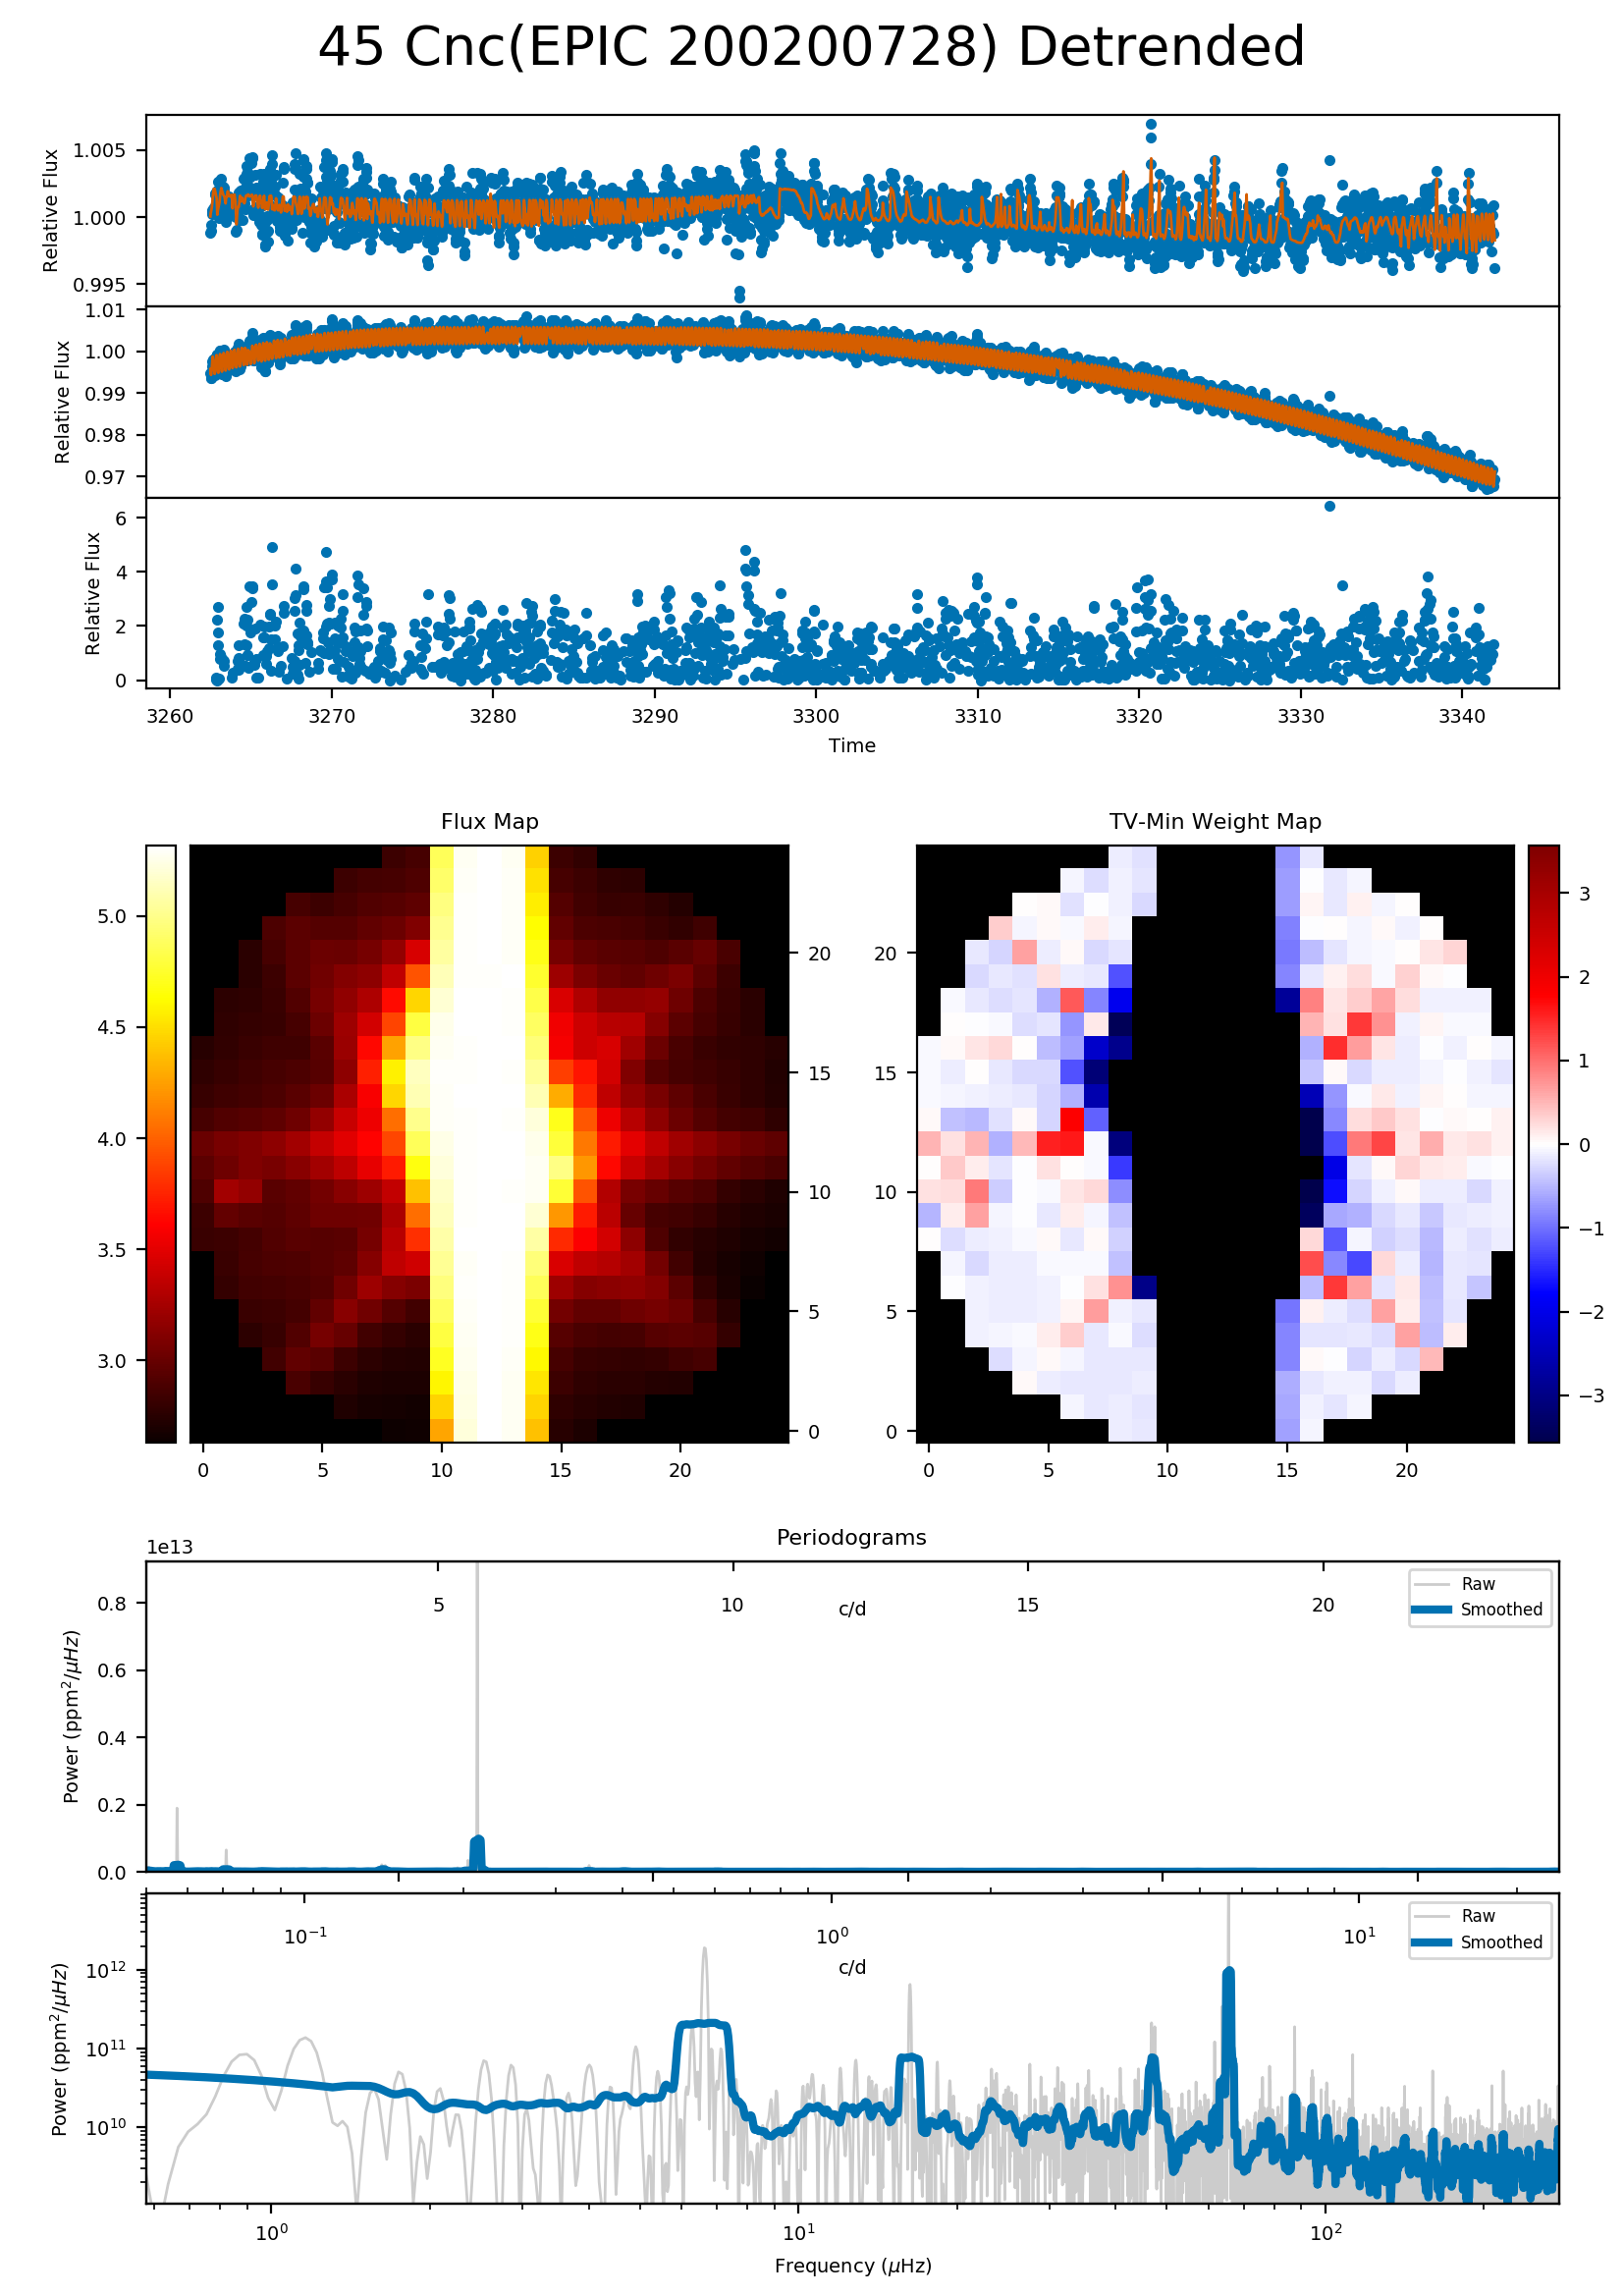 45 Cnc(EPIC 200200728) Detrended
1.005
1.000
0.995
Relative Flux
1.01
1.00
0.99
0.98
0.97
Relative Flux
6
4
2
0
Relative Flux
3260 3270 3280 3290 3300 3310 3320 3330 3340
Time
Flux Map
5.0
4.5
4.0
3.5
3.0
20
15
10
5
0
0 5 10 15 20
TV-Min Weight Map
20
15
10
5
0
0 5 10 15 20
3
2
1
0
−1
−2
−3
Periodograms
1e13
5 10 15 20
c/d
Raw
Smoothed
0.8
0.6
0.4
0.2
0.0
Power (ppm²/μHz)
10⁻¹ 10⁰ 10¹
c/d
Raw
Smoothed
10¹²
10¹¹
10¹⁰
Power (ppm²/μHz)
10⁰ 10¹ 10²
Frequency (μHz)